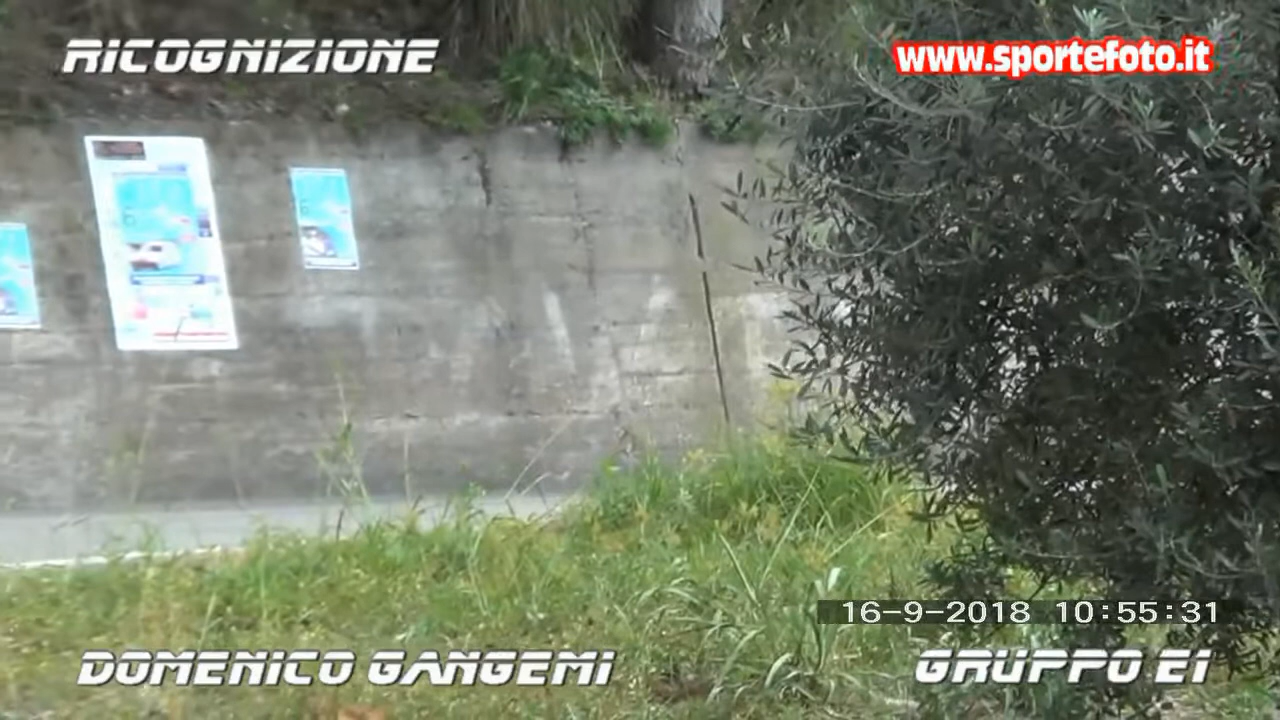 RICOGNIZIONE
www.sportefoto.it
16-9-2018 10:55:31
DOMENICO GANGEMI
GRUPPO E1